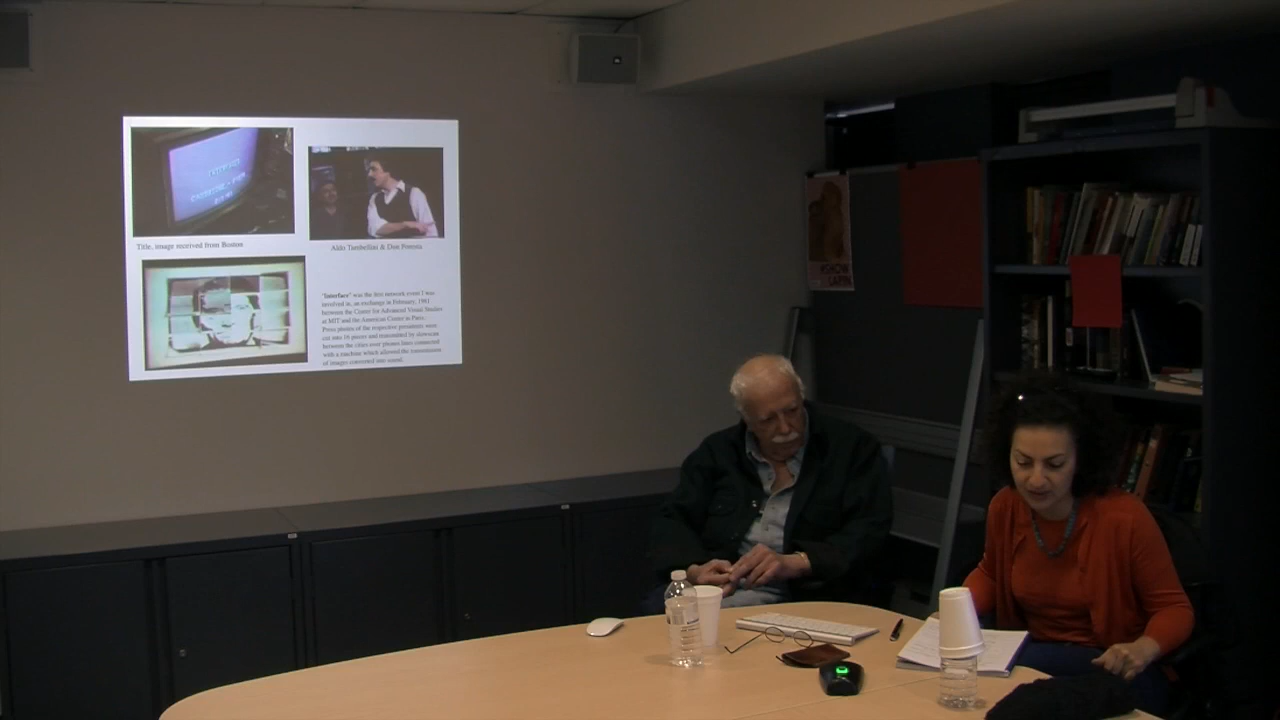 INTERFACE
Title, image received from Boston
Aldo Tambellini & Don Foresta
'Interface' was the first network event I was
involved in, an exchange in February, 1981
between the Center for Advanced Visual Studies
at MIT and the American Center in Paris.
Press photos of the respective presidents were
cut into 16 pieces and transmitted by slowscan
between the cities over phones lines connected
with a machine which allowed the transmission
of images converted into sound.